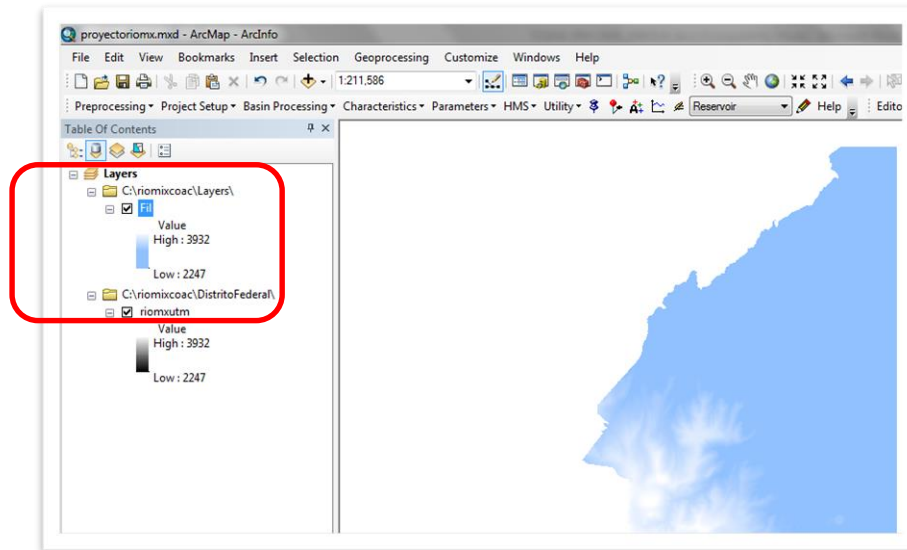 proyectoriomx.mxd - ArcMap - ArcInfo
File Edit View Bookmarks Insert Selection Geoprocessing Customize Windows Help
1:211,586
Preprocessing Project Setup Basin Processing Characteristics Parameters HMS Utility Reservoir Help Edito
Table Of Contents
Layers
C:\riomixcoac\Layers\
Fil
Value
High : 3932
Low : 2247
C:\riomixcoac\DistritoFederal\
riomxutm
Value
High : 3932
Low : 2247